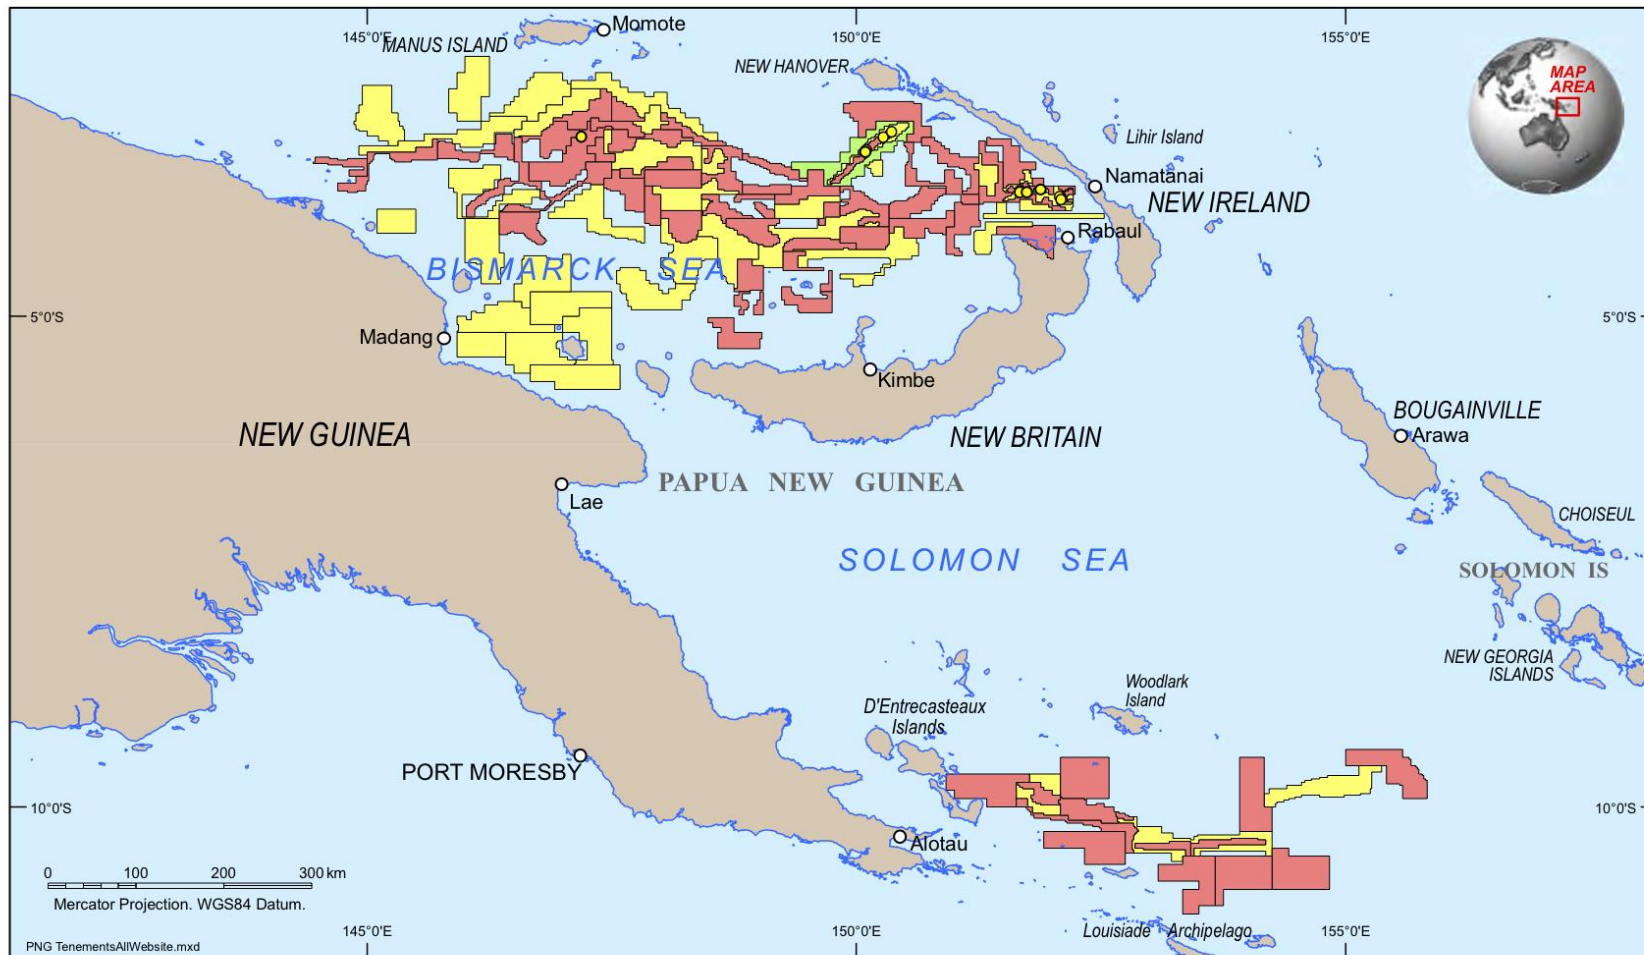 Momote
145°0'E
150°0'E
155°0'E
MANUS ISLAND
NEW HANOVER
MAP
AREA
Lihir Island
Namatanai
NEW IRELAND
Rabaul
BISMARCK SEA
5°0'S
5°0'S
Madang
Kimbe
NEW GUINEA
NEW BRITAIN
BOUGAINVILLE
Arawa
PAPUA NEW GUINEA
Lae
CHOISEUL
SOLOMON SEA
SOLOMON IS
NEW GEORGIA
ISLANDS
Woodlark
Island
D'Entrecasteaux
Islands
PORT MORESBY
10°0'S
10°0'S
Alotau
0 100 200 300 km
Mercator Projection. WGS84 Datum.
Louisiade Archipelago
145°0'E
150°0'E
155°0'E
PNG TenementsAllWebsite.mxd